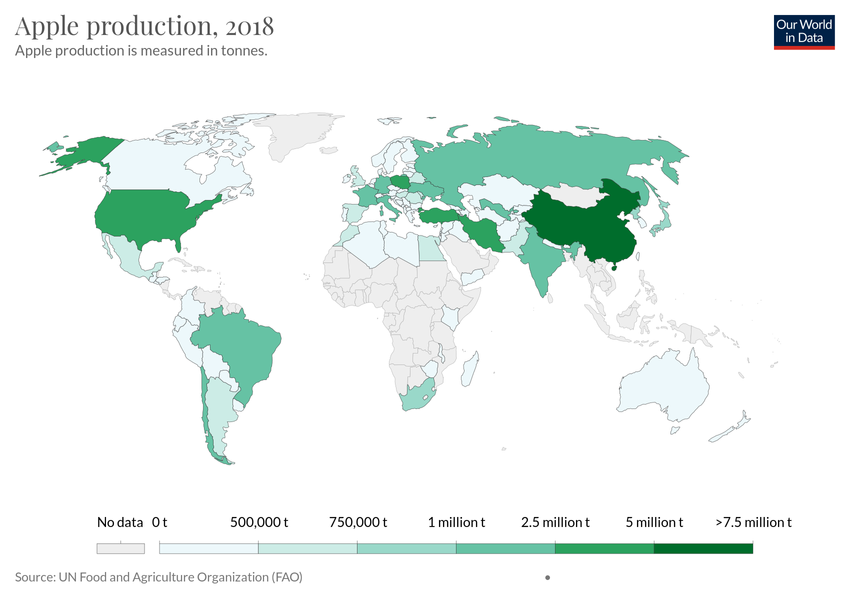 Apple production, 2018
Apple production is measured in tonnes.
Our World
in Data
No data 0 t 500,000 t 750,000 t 1 million t 2.5 million t 5 million t >7.5 million t
Source: UN Food and Agriculture Organization (FAO)